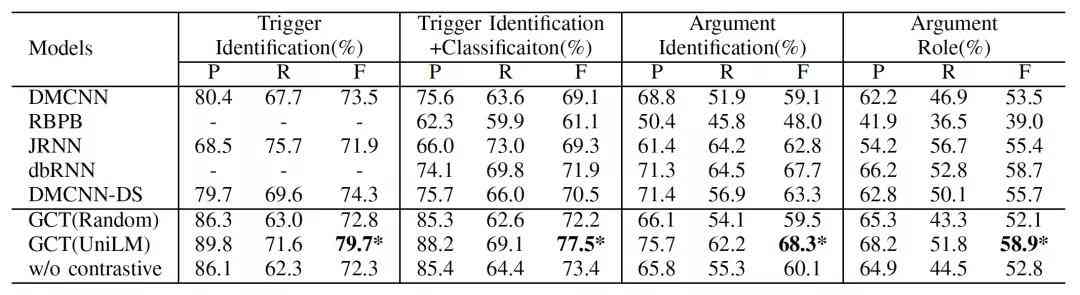 Models Trigger Identification(%) Trigger Identification +Classificaiton(%) Argument Identification(%) Argument Role(%)
P R F P R F P R F P R F
DMCNN 80.4 67.7 73.5 75.6 63.6 69.1 68.8 51.9 59.1 62.2 46.9 53.5
RBPB - - - 62.3 59.9 61.1 50.4 45.8 48.0 41.9 36.5 39.0
JRNN 68.5 75.7 71.9 66.0 73.0 69.3 61.4 64.2 62.8 54.2 56.7 55.4
dbRNN - - - 74.1 69.8 71.9 71.3 64.5 67.7 66.2 52.8 58.7
DMCNN-DS 79.7 69.6 74.3 75.7 66.0 70.5 71.4 56.9 63.3 62.8 50.1 55.7
GCT(Random) 86.3 63.0 72.8 85.3 62.6 72.2 66.1 54.1 59.5 65.3 43.3 52.1
GCT(UniLM) 89.8 71.6 79.7* 88.2 69.1 77.5* 75.7 62.2 68.3* 68.2 51.8 58.9*
w/o contrastive 86.1 62.3 72.3 85.4 64.4 73.4 65.8 55.3 60.1 64.9 44.5 52.8